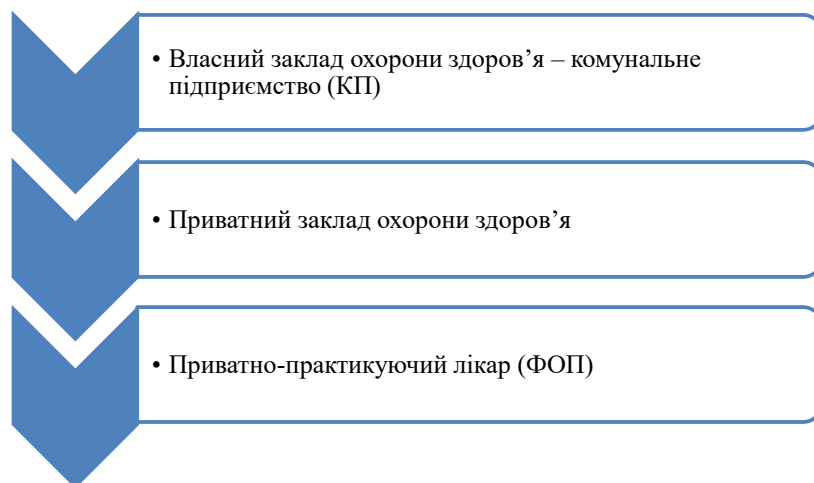 • Власний заклад охорони здоров’я – комунальне
підприємство (КП)
• Приватний заклад охорони здоров’я
• Приватно-практикуючий лікар (ФОП)